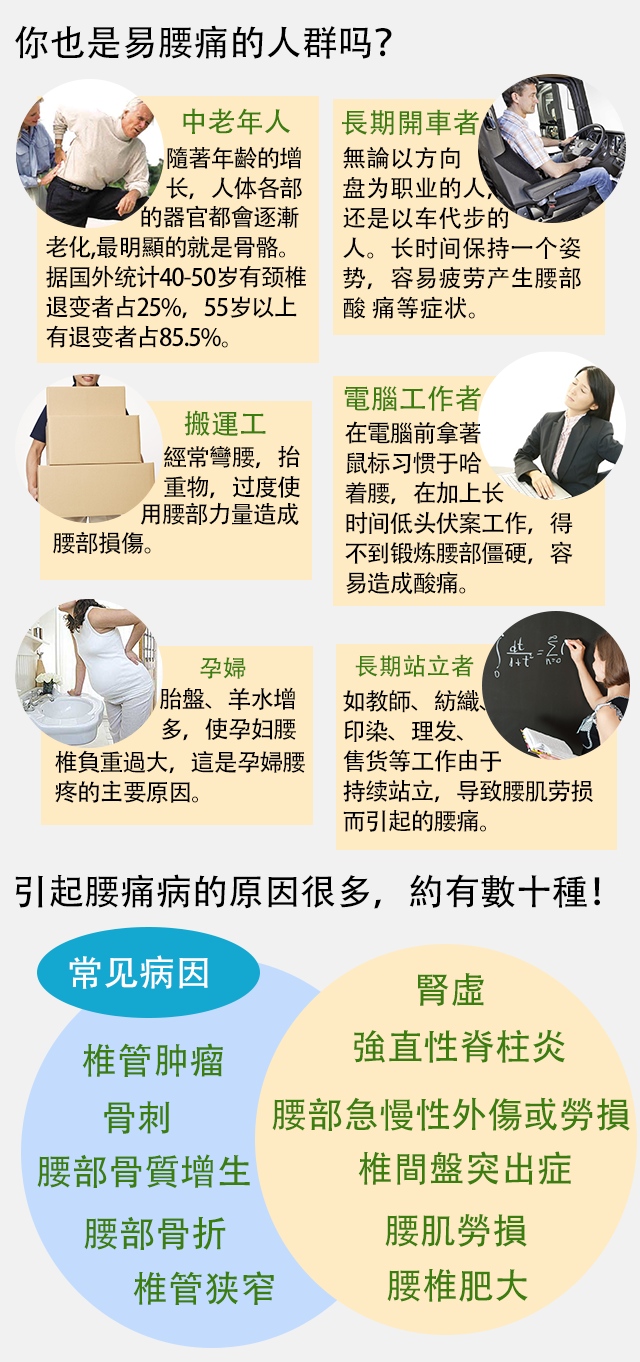 你也是易腰痛的人群吗?
中老年人
隨著年齡的增
长，人体各部
的器官都會逐漸
老化,最明顯的就是骨骼。
据国外统计40-50岁有颈椎
退变者占25%，55岁以上
有退变者占85.5%。
長期開車者
無論以方向
盘为职业的人,
还是以车代步的
人。长时间保持一个姿
势，容易疲劳产生腰部
酸 痛等症状。
搬運工
經常彎腰，抬
重物，过度使
用腰部力量造成
腰部損傷。
電腦工作者
在電腦前拿著
鼠标习惯于哈
着腰，在加上长
时间低头伏案工作，得
不到锻炼腰部僵硬，容
易造成酸痛。
孕婦
胎盤、羊水增
多，使孕妇腰
椎負重過大，這是孕婦腰
疼的主要原因。
長期站立者
如教師、紡織、
印染、理发、
售货等工作由于
持续站立，导致腰肌劳损
而引起的腰痛。
∫ dt/1+t² = Σ n=0 ∞
0
引起腰痛病的原因很多，約有數十種！
常见病因
椎管肿瘤
骨刺
腰部骨質增生
腰部骨折
椎管狭窄
腎虛
強直性脊柱炎
腰部急慢性外傷或勞損
椎間盤突出症
腰肌勞損
腰椎肥大